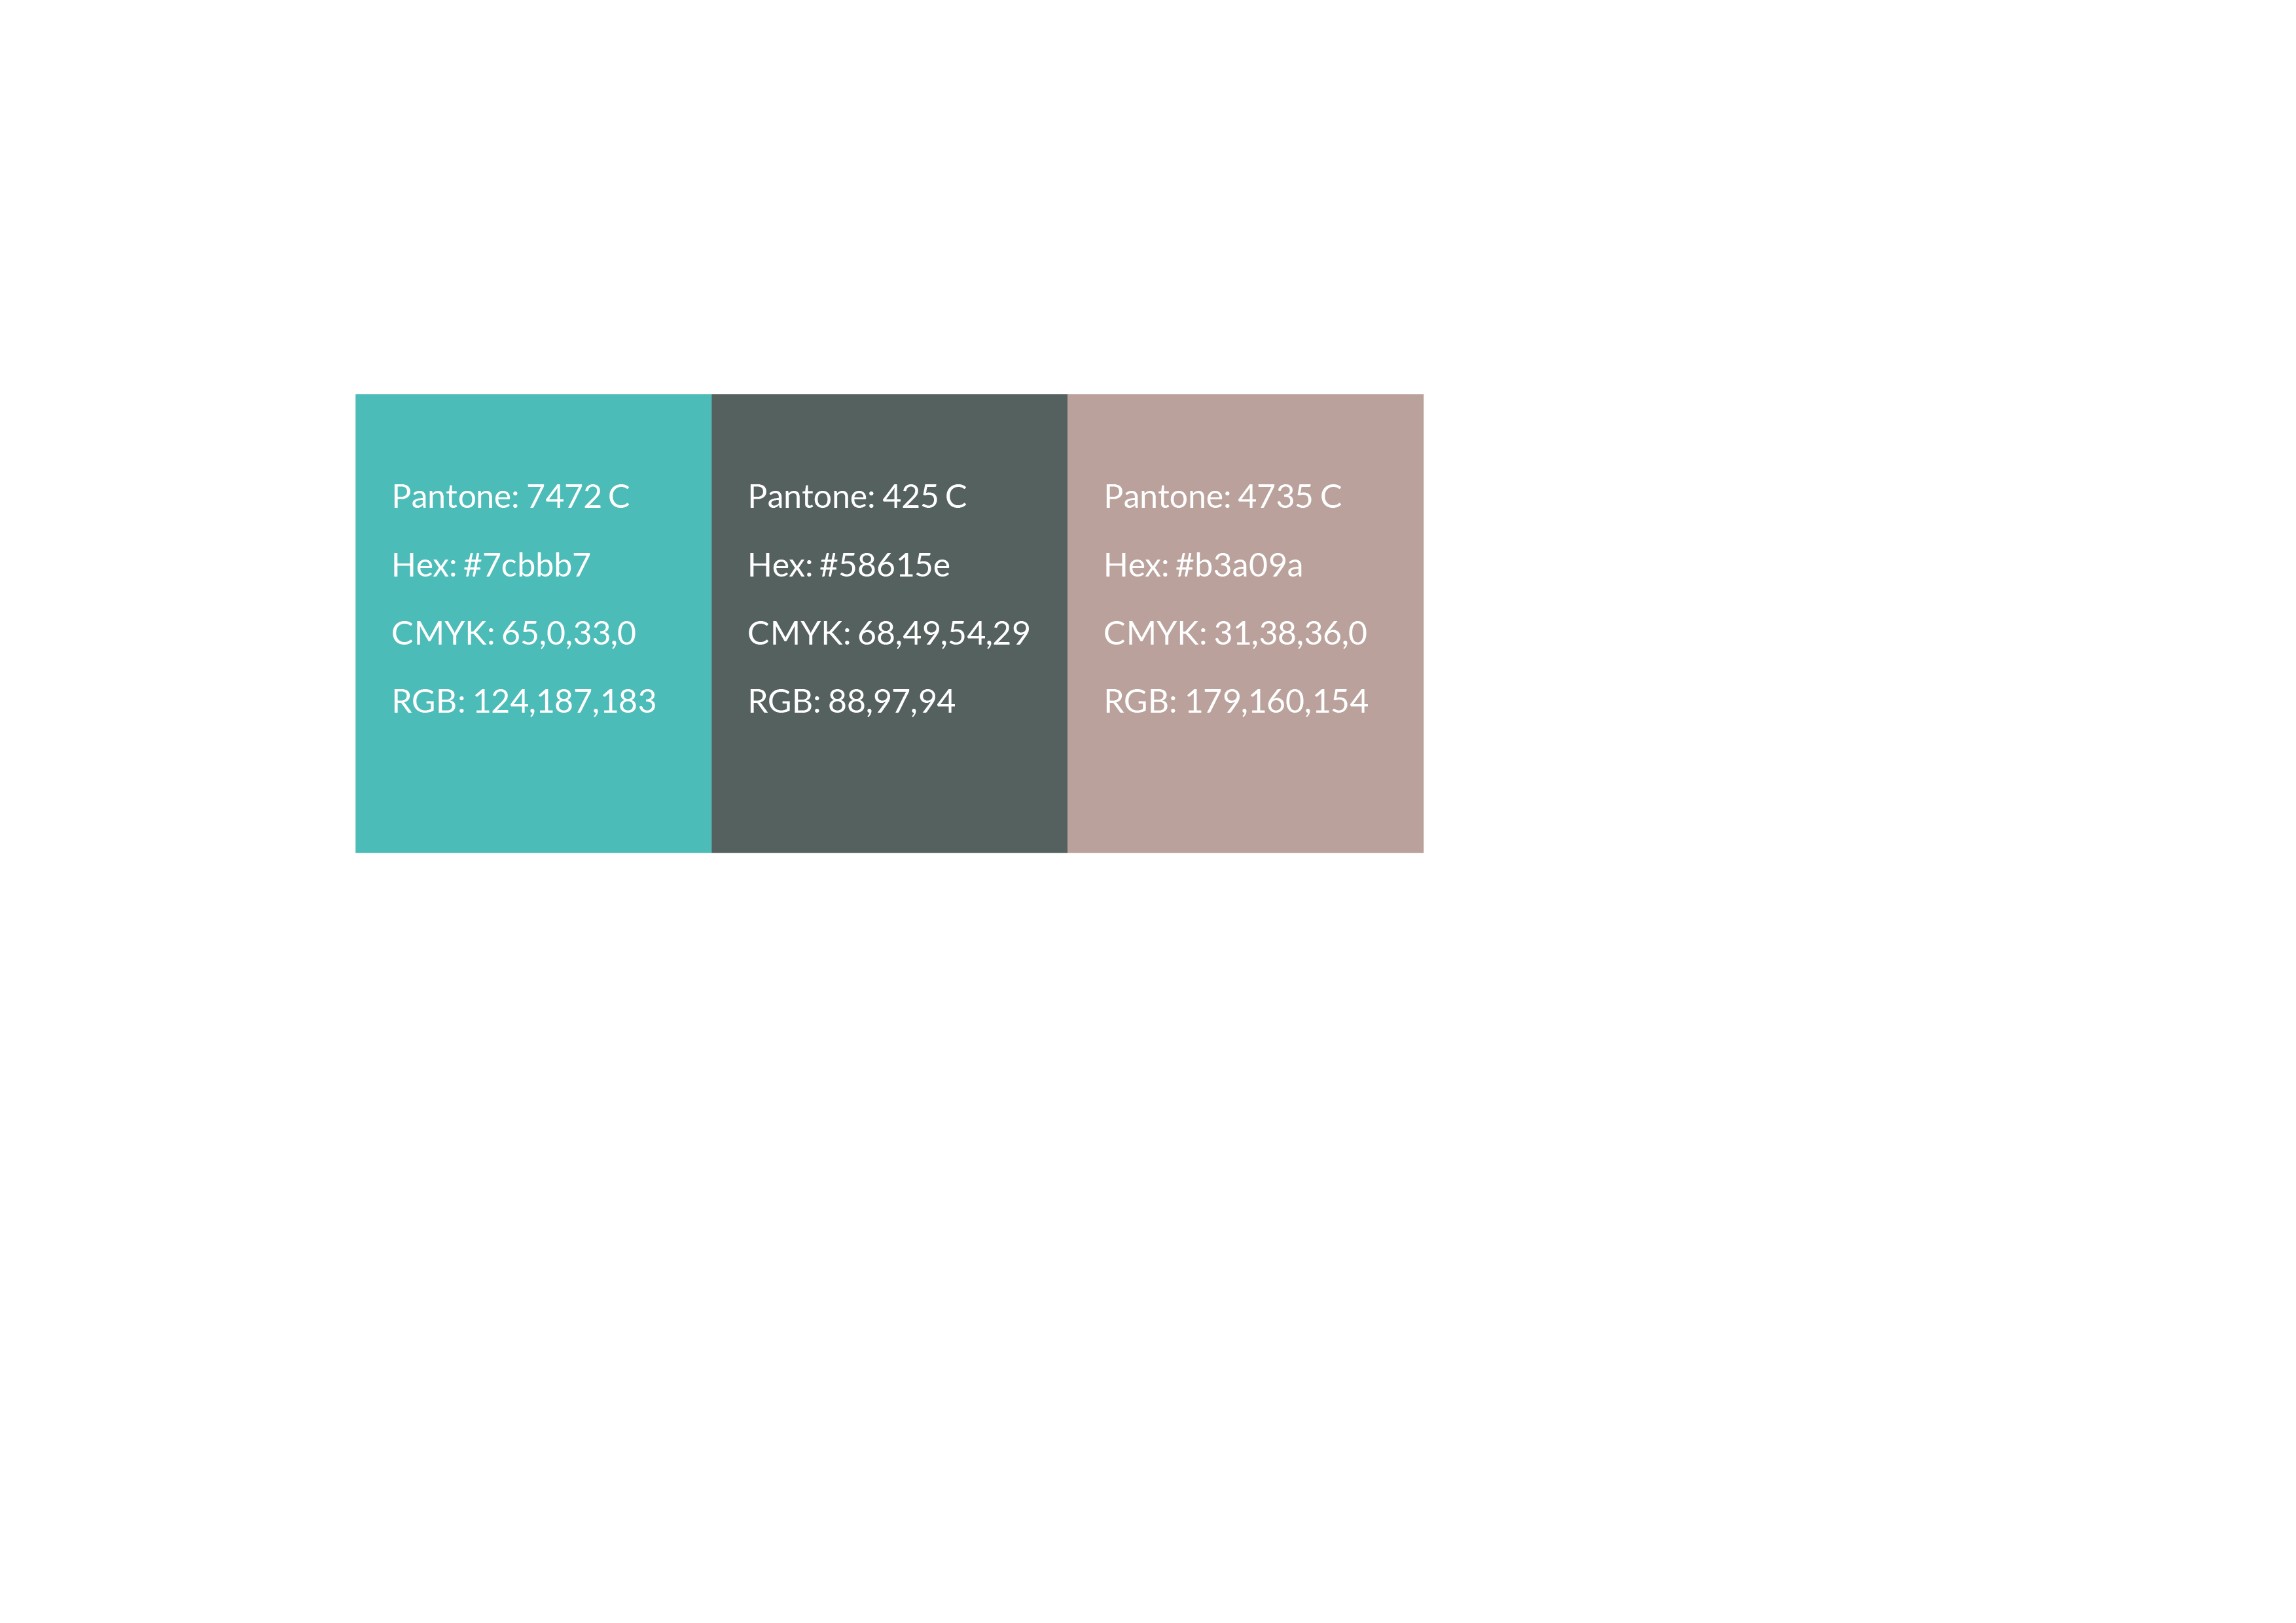 Pantone: 7472 C
Hex: #7cbbb7
CMYK: 65,0,33,0
RGB: 124,187,183
Pantone: 425 C
Hex: #58615e
CMYK: 68,49,54,29
RGB: 88,97,94
Pantone: 4735 C
Hex: #b3a09a
CMYK: 31,38,36,0
RGB: 179,160,154